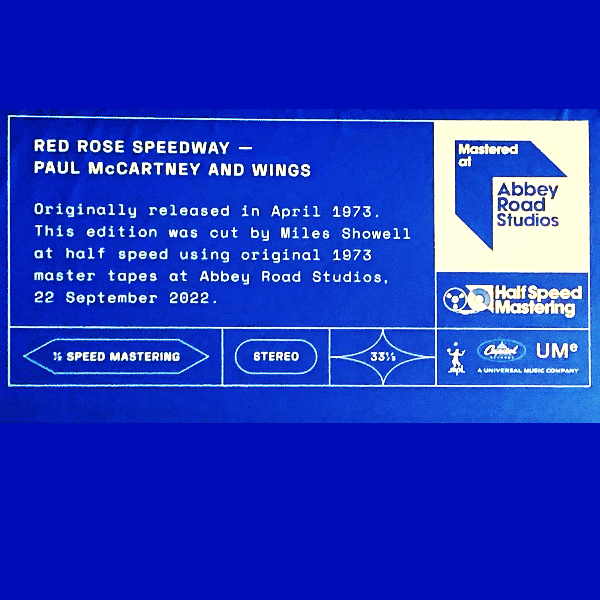 RED ROSE SPEEDWAY —
PAUL McCARTNEY AND WINGS
Originally released in April 1973.
This edition was cut by Miles Showell
at half speed using original 1973
master tapes at Abbey Road Studios,
22 September 2022.
Mastered
at
Abbey
Road
Studios
Half Speed
Mastering
½ SPEED MASTERING
STEREO
33⅓
MPL
Capitol
UMe
A UNIVERSAL MUSIC COMPANY